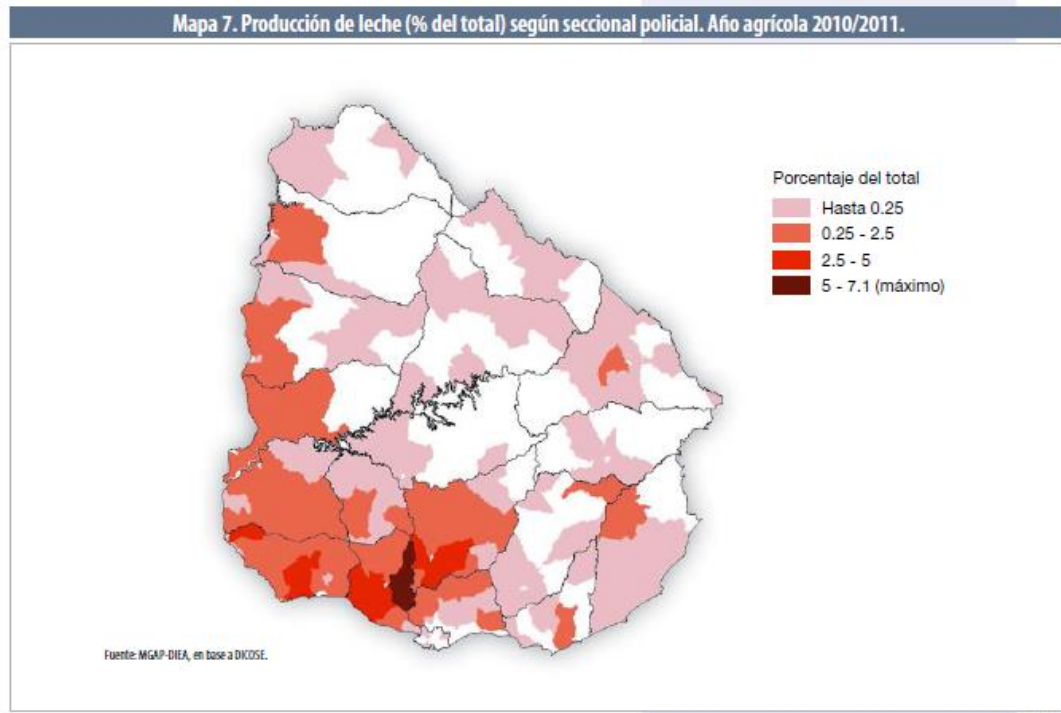 Mapa 7. Producción de leche (% del total) según seccional policial. Año agrícola 2010/2011.
Porcentaje del total
Hasta 0.25
0.25 - 2.5
2.5 - 5
5 - 7.1 (máximo)
Fuente: MGAP-DIEA, en base a DICOSE.